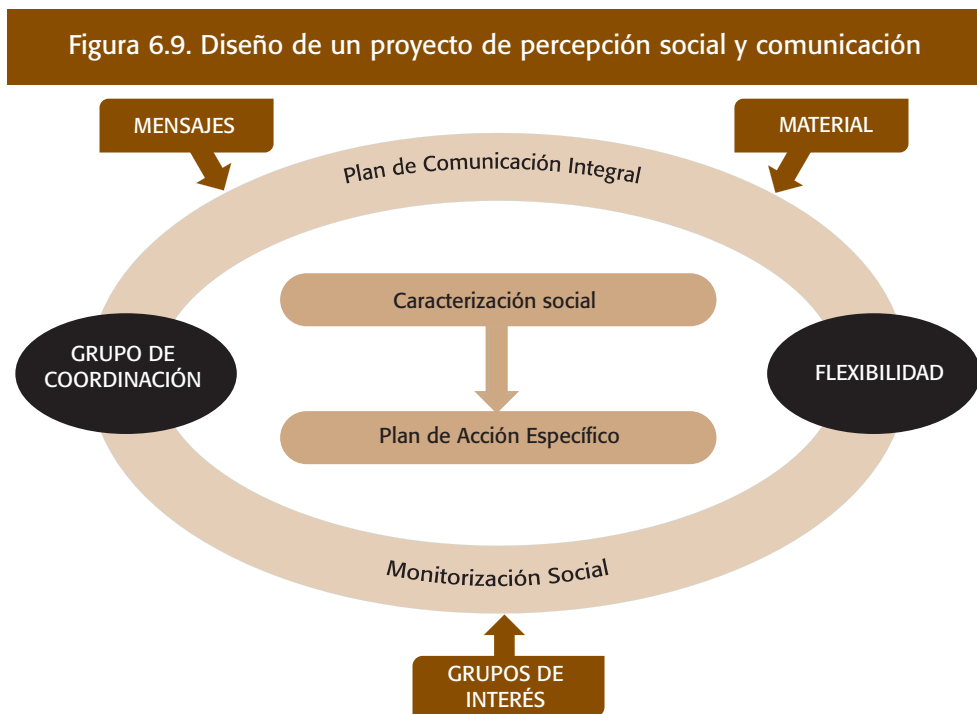 Figura 6.9. Diseño de un proyecto de percepción social y comunicación
MENSAJES
MATERIAL
Plan de Comunicación Integral
Caracterización social
GRUPO DE
COORDINACIÓN
FLEXIBILIDAD
Plan de Acción Específico
Monitorización Social
GRUPOS DE
INTERÉS